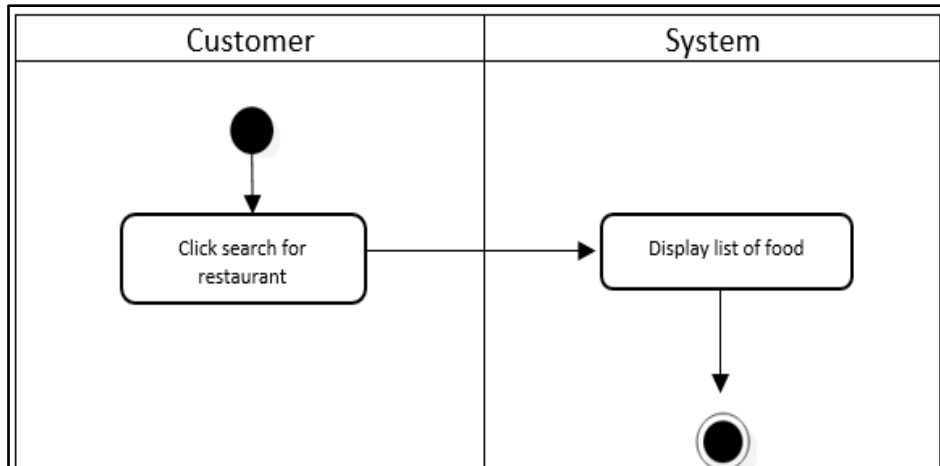 Customer
System
Click search for
restaurant
Display list of food